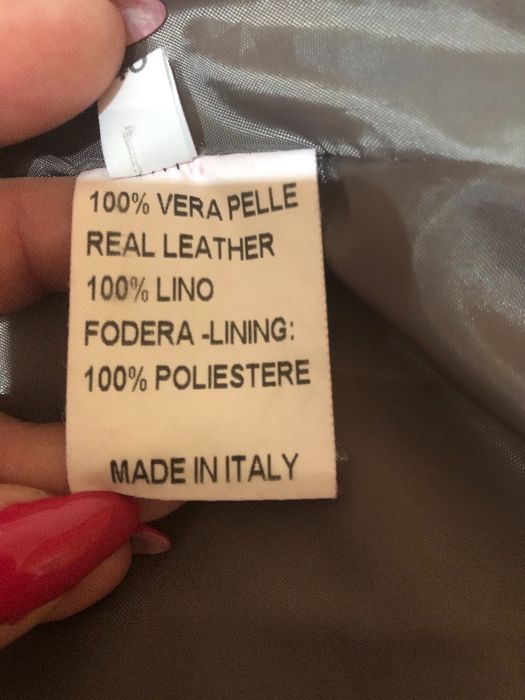 100% VERA PELLE
REAL LEATHER
100% LINO
FODERA -LINING:
100% POLIESTERE
MADE IN ITALY